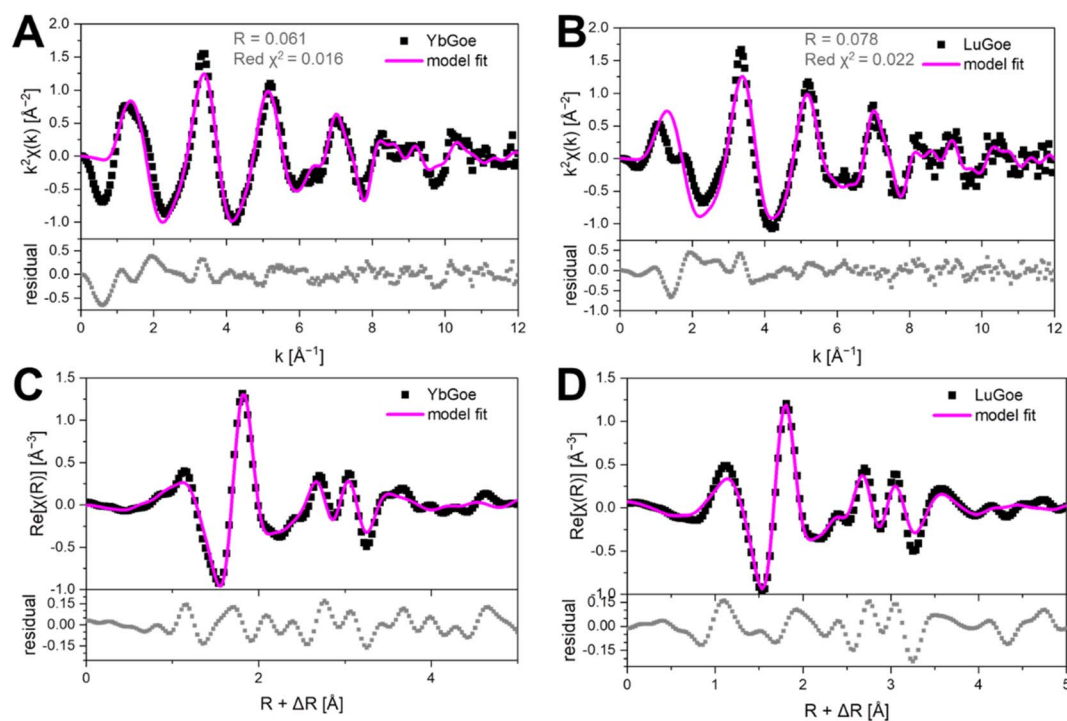 A
R = 0.061
Red χ² = 0.016
YbGoe
model fit
k²χ(k) [Å⁻²]
2.0
1.5
1.0
0.5
0.0
-0.5
-1.0
residual
0.5
0.0
-0.5
0 2 4 6 8 10 12
k [Å⁻¹]
B
R = 0.078
Red χ² = 0.022
LuGoe
model fit
k²χ(k) [Å⁻²]
2.0
1.5
1.0
0.5
0.0
-0.5
-1.0
residual
0.5
0.0
-0.5
-1.0
0 2 4 6 8 10 12
k [Å⁻¹]
C
YbGoe
model fit
Re[χ(R)] [Å⁻³]
1.5
1.0
0.5
0.0
-0.5
-1.0
residual
0.15
0.00
-0.15
0 2 4
R + ΔR [Å]
D
LuGoe
model fit
Re[χ(R)] [Å⁻³]
1.5
1.0
0.5
0.0
-0.5
-1.0
residual
0.15
0.00
-0.15
0 1 2 3 4 5
R + ΔR [Å]